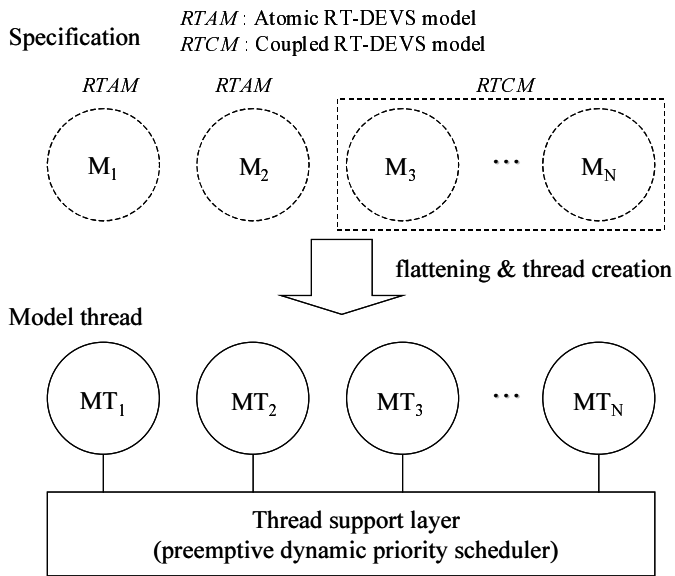 RTAM : Atomic RT-DEVS model
Specification
RTCM : Coupled RT-DEVS model
RTAM RTAM RTCM
M1 M2 M3 ... MN
flattening & thread creation
Model thread
MT1 MT2 MT3 ... MTN
Thread support layer
(preemptive dynamic priority scheduler)